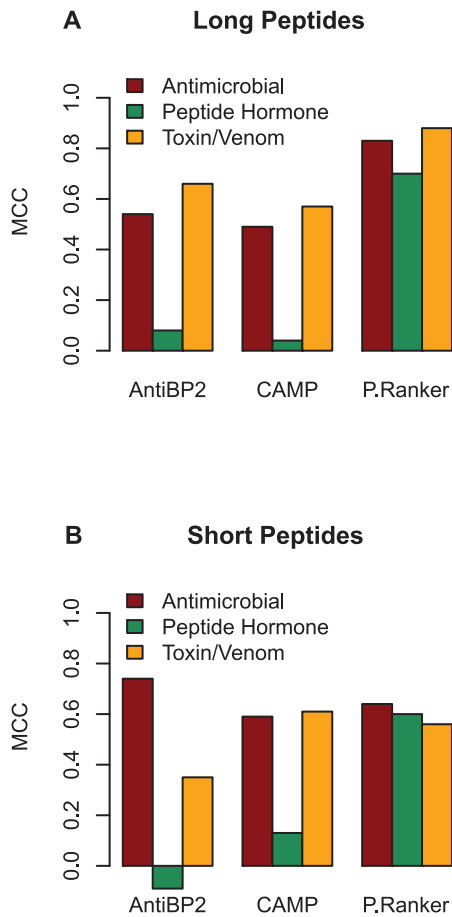 A Long Peptides
Antimicrobial
Peptide Hormone
Toxin/Venom
MCC
1.0
0.8
0.6
0.4
0.2
0.0
AntiBP2 CAMP P.Ranker
B Short Peptides
Antimicrobial
Peptide Hormone
Toxin/Venom
MCC
1.0
0.8
0.6
0.4
0.2
0.0
AntiBP2 CAMP P.Ranker